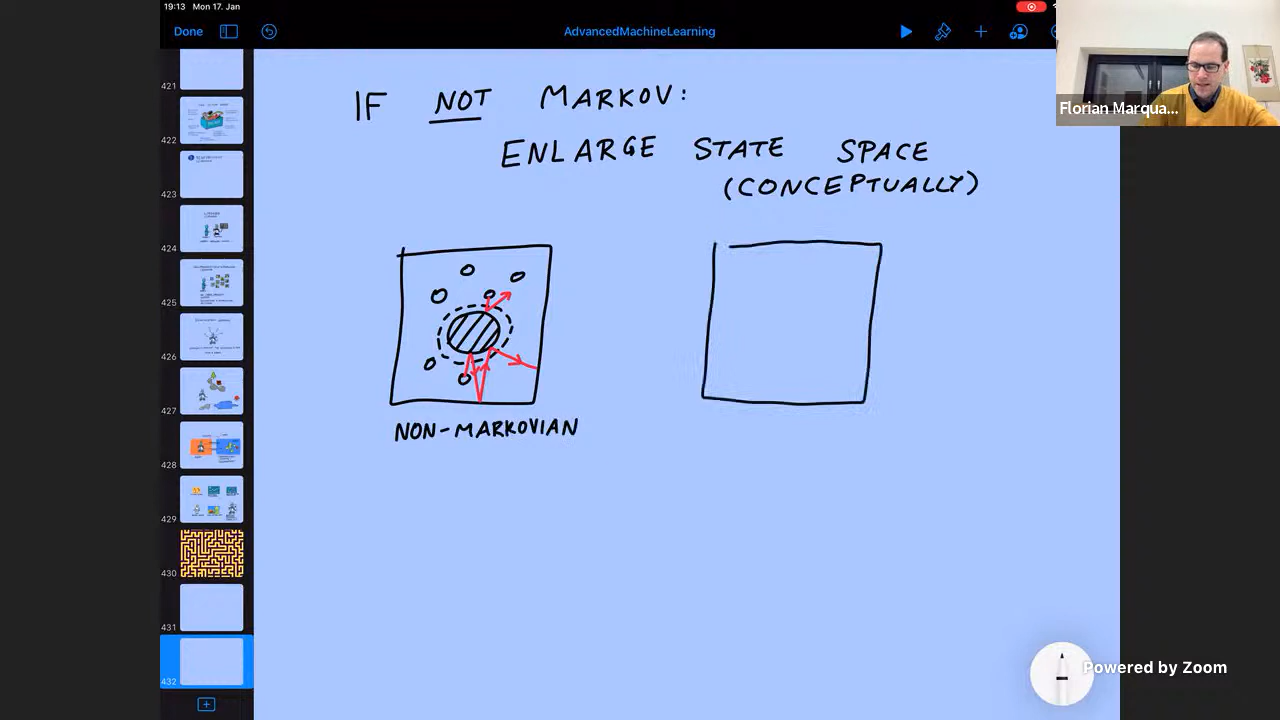 19:13 Mon 17. Jan
Done
AdvancedMachineLearning
Florian Marqua...
IF NOT MARKOV:
ENLARGE STATE SPACE
(CONCEPTUALLY)
NON-MARKOVIAN
421
422
423
424
425
426
427
428
429
430
431
432
Powered by Zoom